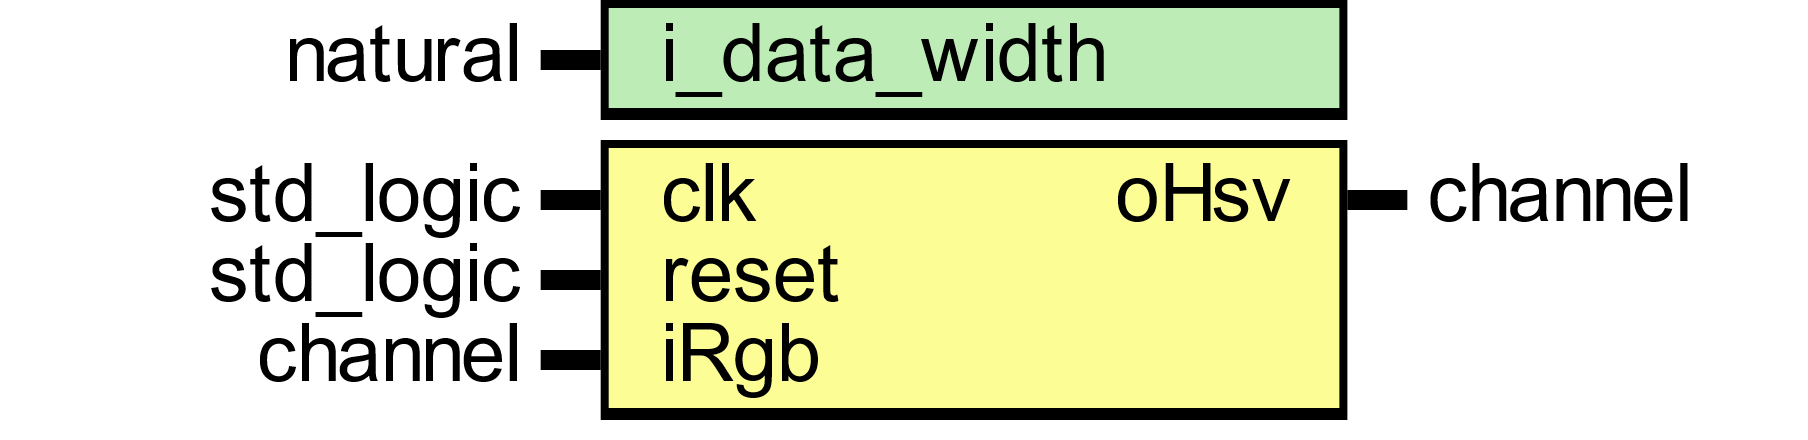 natural i_data_width
std_logic clk oHsv channel
std_logic reset
channel iRgb